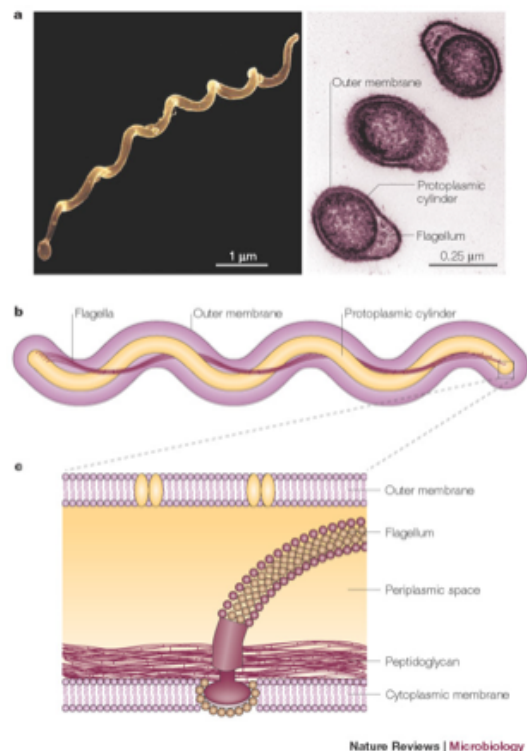 a
Outer membrane
Protoplasmic
cylinder
Flagellum
1 µm
0.25 µm
b
Flagella
Outer membrane
Protoplasmic cylinder
c
Outer membrane
Flagellum
Periplasmic space
Peptidoglycan
Cytoplasmic membrane
Nature Reviews | Microbiology